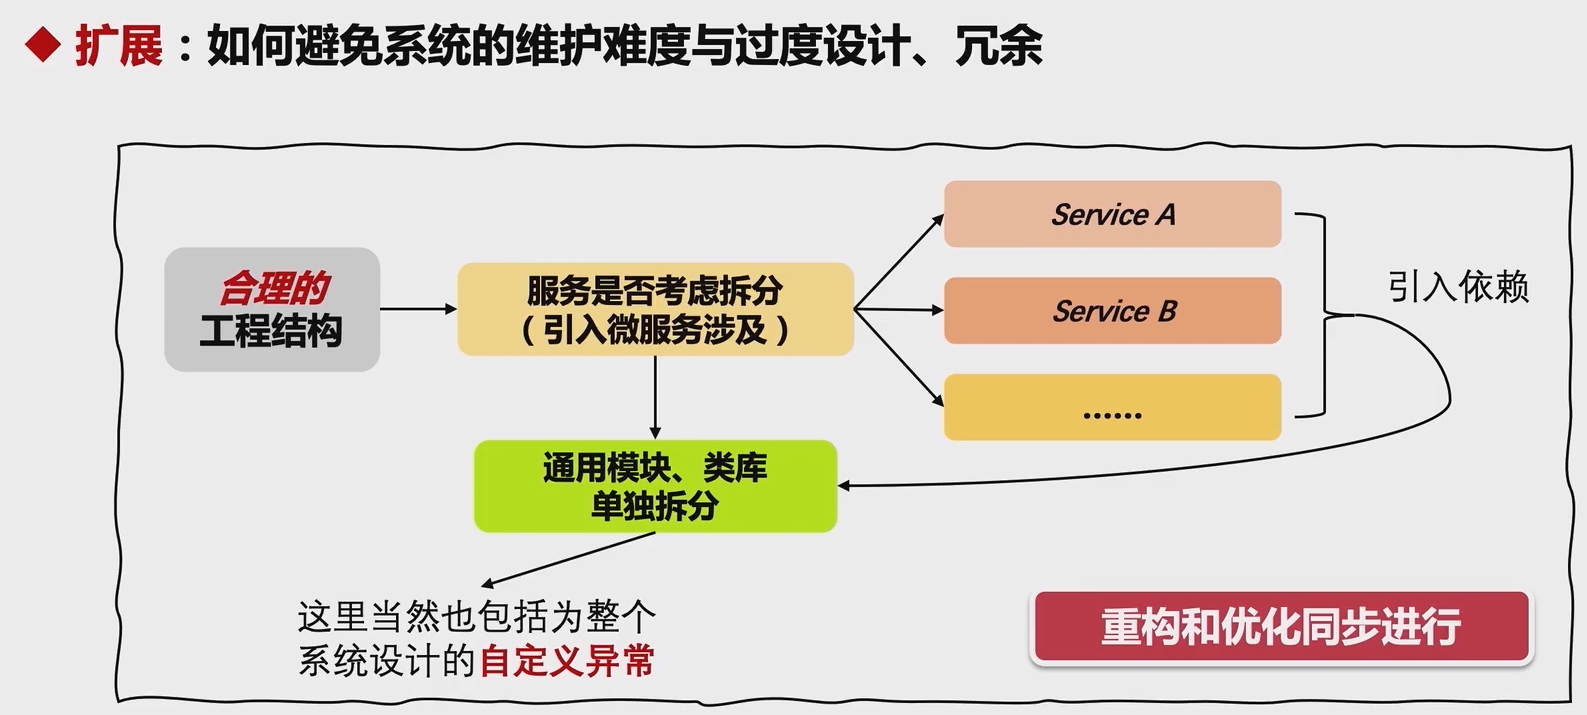 扩展：如何避免系统的维护难度与过度设计、冗余
合理的
工程结构
服务是否考虑拆分
（引入微服务涉及）
Service A
Service B
......
引入依赖
通用模块、类库
单独拆分
这里当然也包括为整个
系统设计的自定义异常
重构和优化同步进行